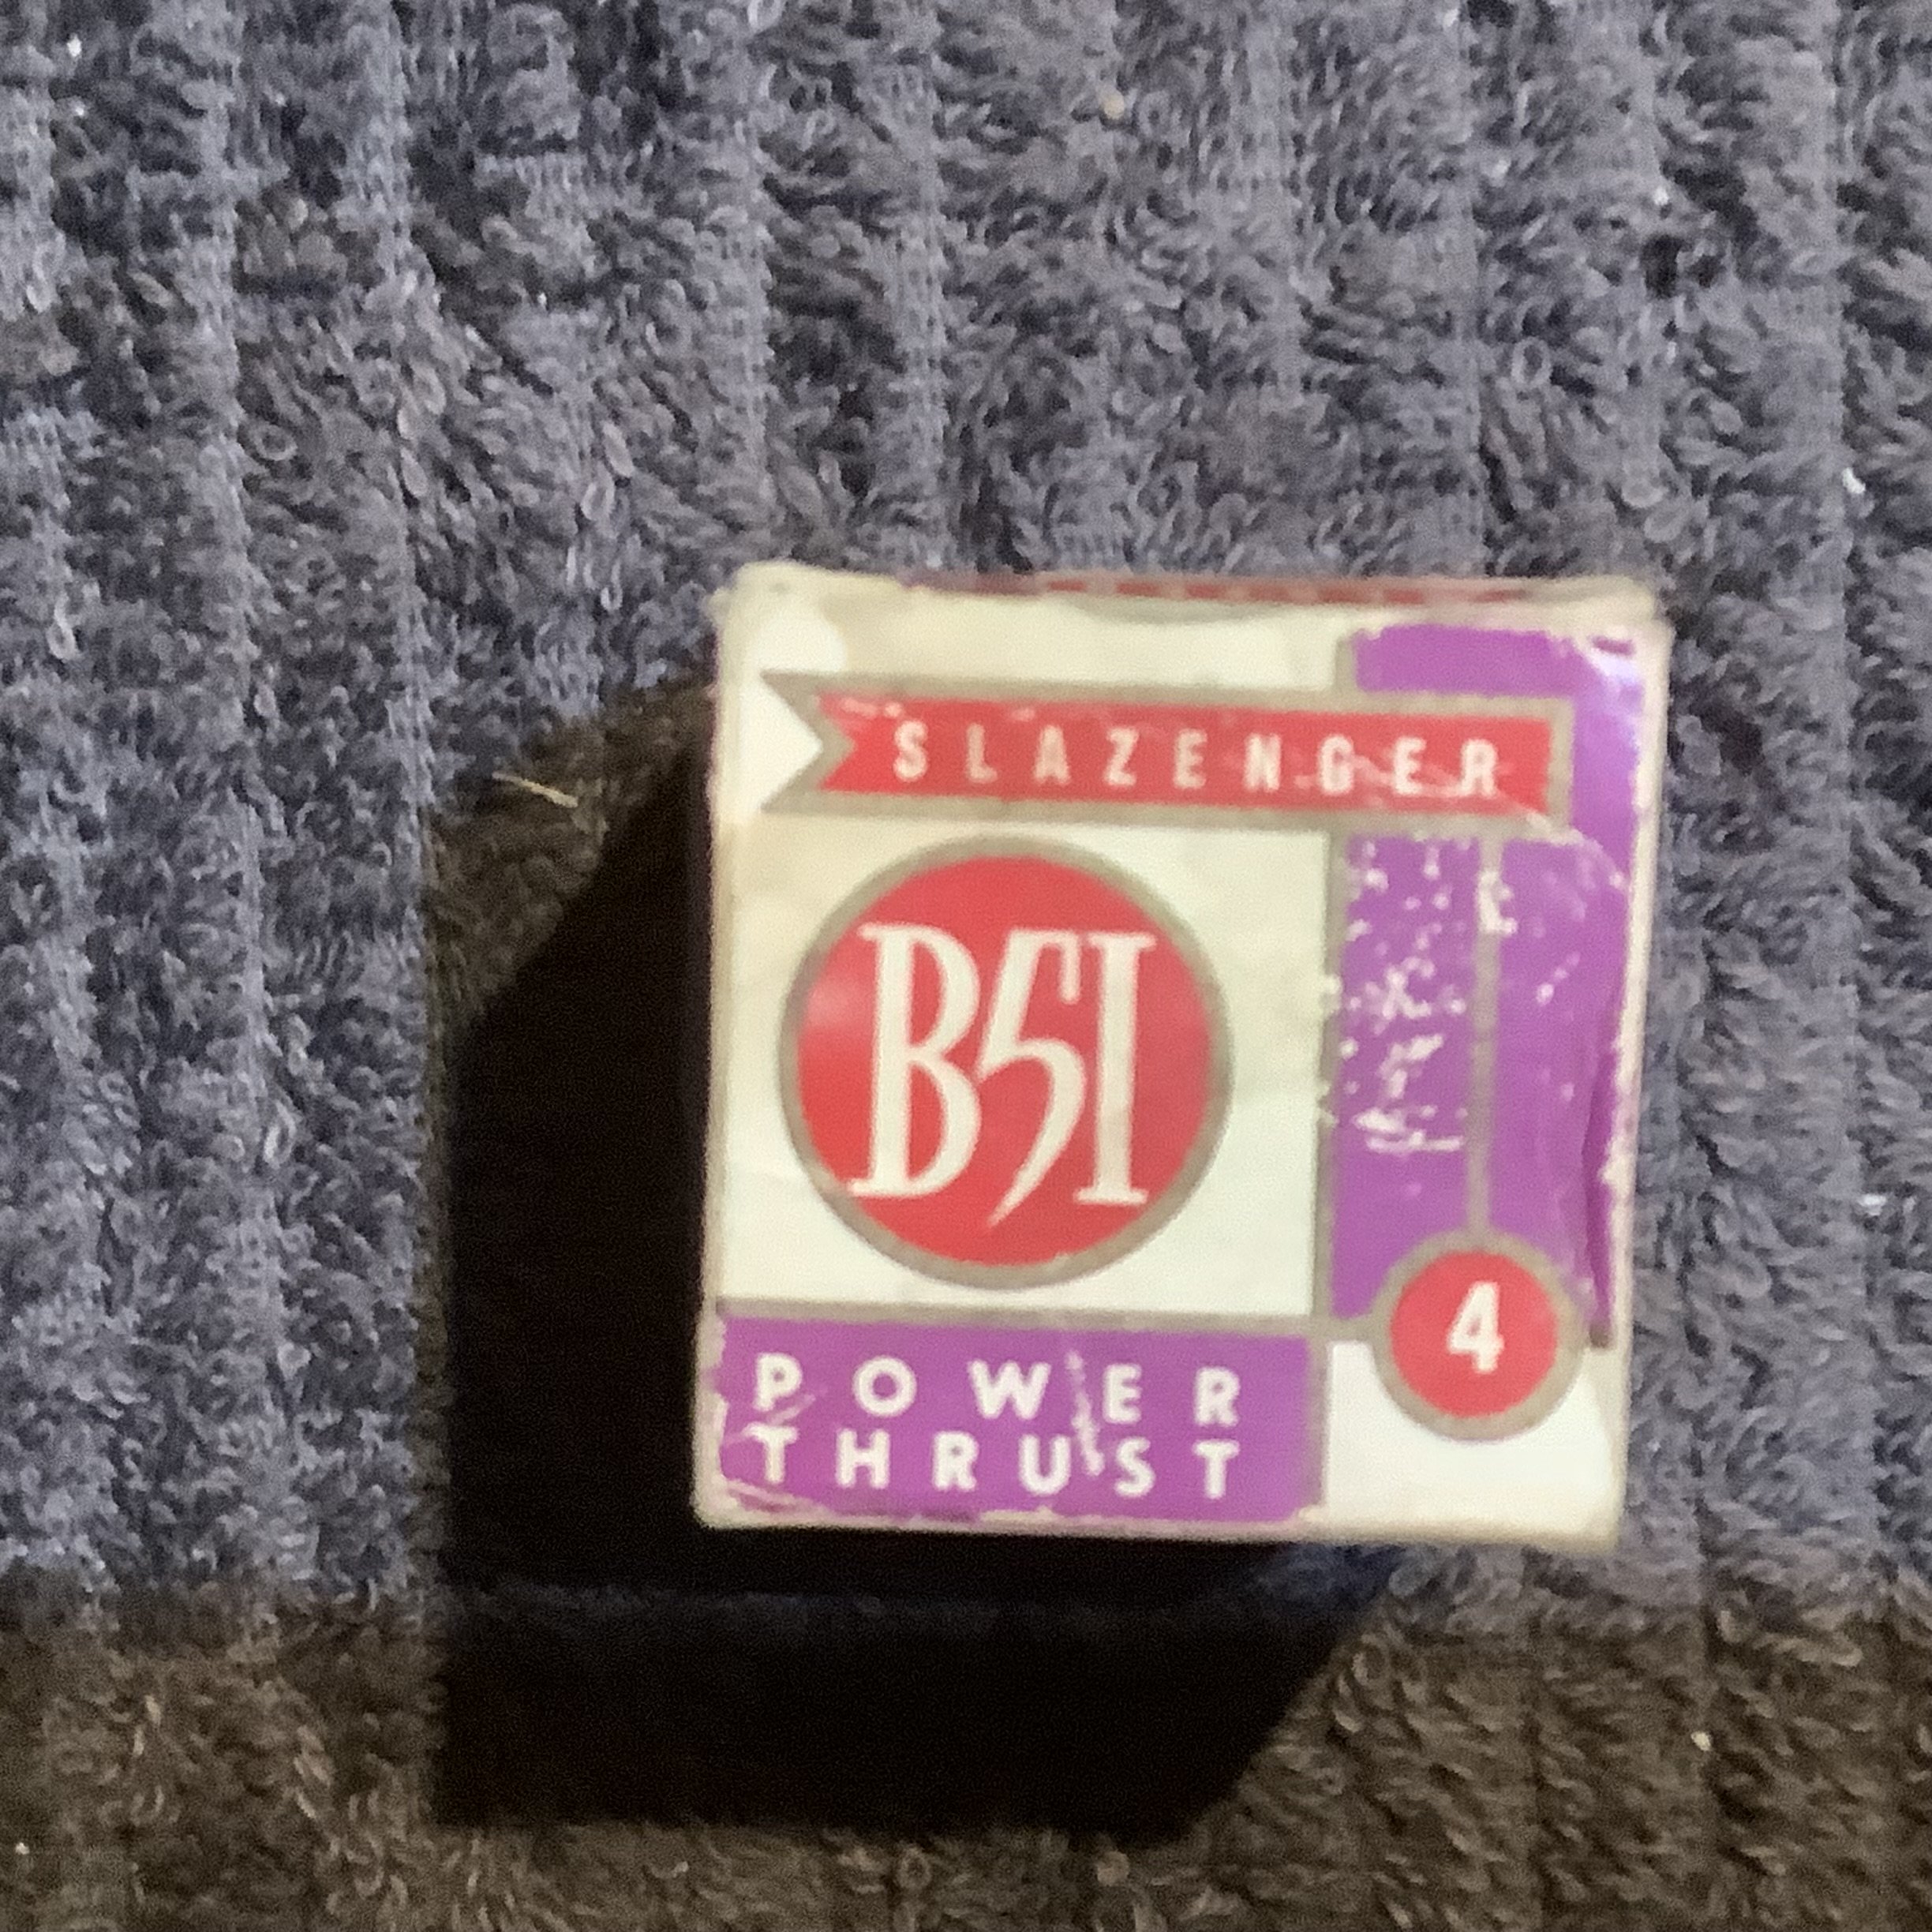 SLAZENGER
B51
4
POWER
THRUST